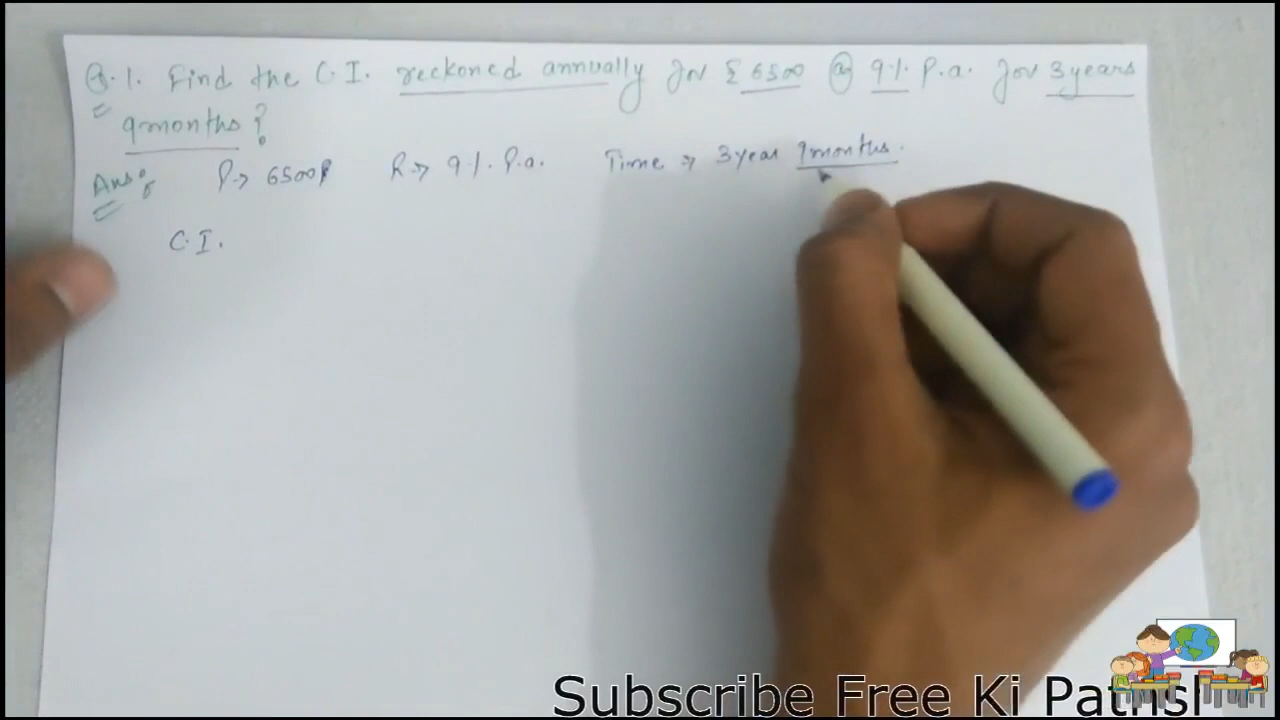 Q.1. Find the C.I. reckoned annually for ₹ 6500 @ 9% P.a. for 3 years
9 months?
Ans: P → 6500 R → 9% P.a. Time → 3 year 9 months.
C.I.
Subscribe Free Ki Pathsl